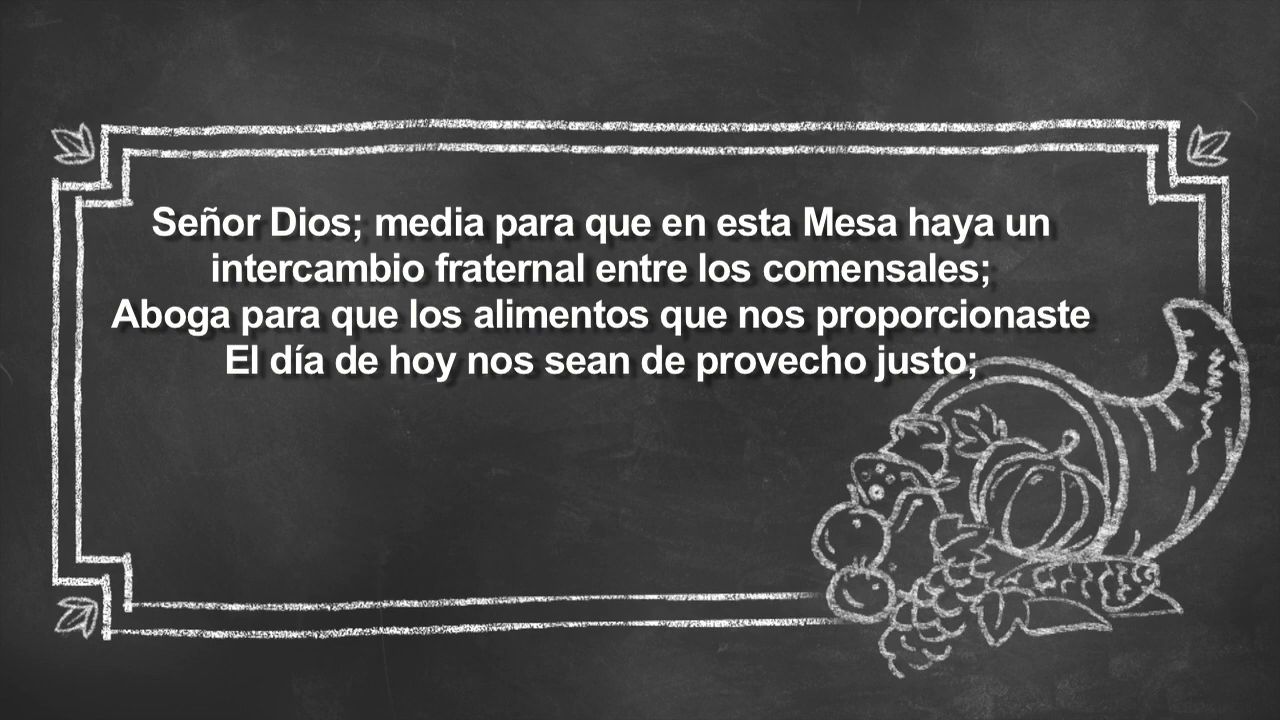 Señor Dios; media para que en esta Mesa haya un
intercambio fraternal entre los comensales;
Aboga para que los alimentos que nos proporcionaste
El día de hoy nos sean de provecho justo;